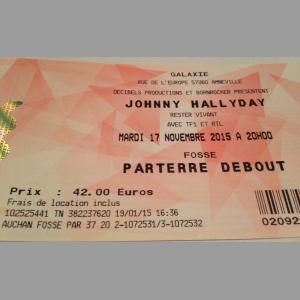 GALAXIE
RUE DE L'EUROPE 57360 AMNEVILLE
DECIBELS PRODUCTIONS ET BORNROCKER PRESENTENT
JOHNNY HALLYDAY
RESTER VIVANT
AVEC TF1 ET RTL
MARDI 17 NOVEMBRE 2015 A 20H00
FOSSE
PARTERRE DEBOUT
Prix : 42.00 Euros
Frais de location inclus
102525441 TN 382237620 19/01/15 16:36
AUCHAN FOSSE PAR 37 20 2-1072531/3-1072532
02092